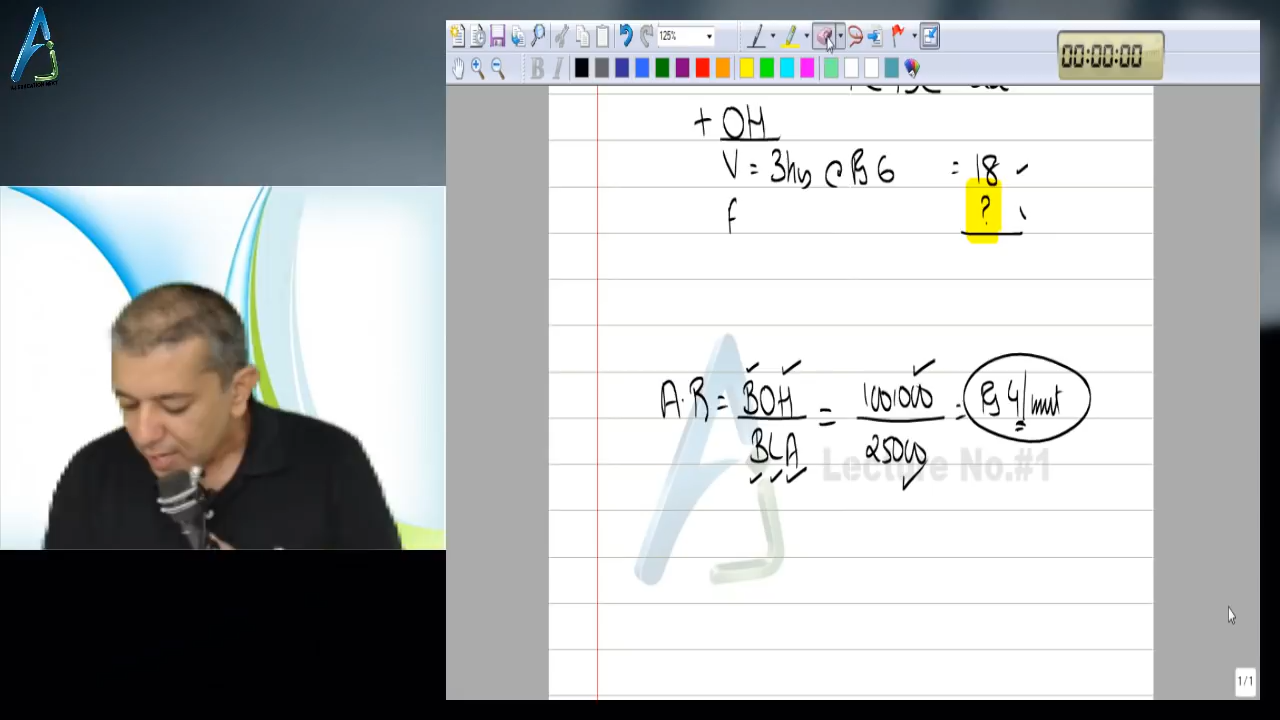 125%
00:00:00
+ OH
V = 3hrs @ Rs 6 = 18 ✓
F ?
A.R = BOH / BLA = 100,000 / 25000 = Rs 4/unit
Lecture No.#1
1/1